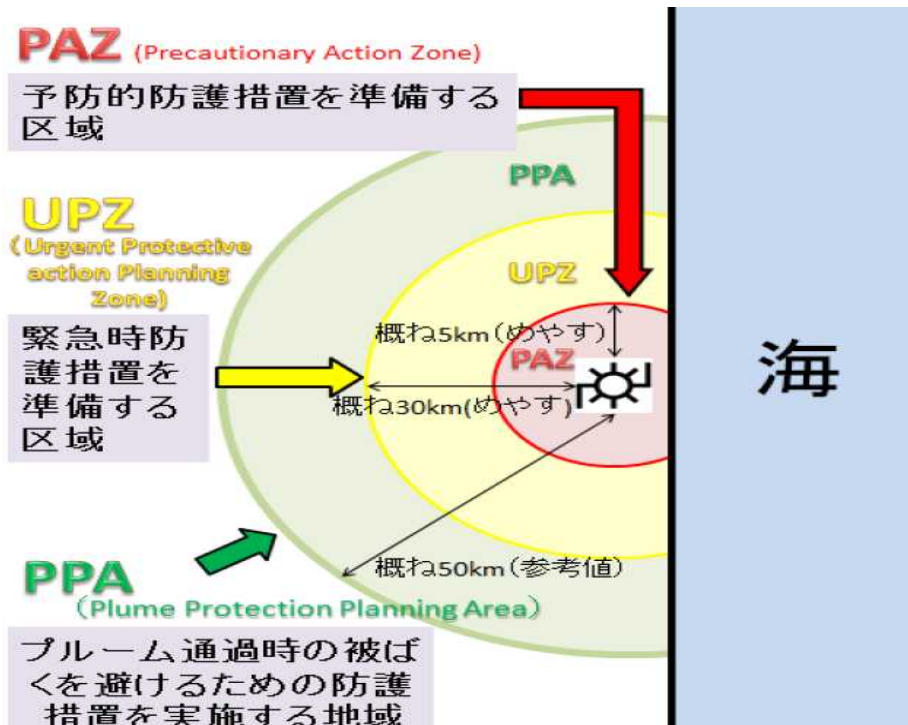 PAZ (Precautionary Action Zone)
予防的防護措置を準備する
区域
PPA
UPZ
(Urgent Protective
action Planning
Zone)
UPZ
概ね5km(めやす)
PAZ
緊急時防
護措置を
準備する
区域
概ね30km(めやす)
海
概ね50km(参考値)
PPA
(Plume Protection Planning Area)
プルーム通過時の被ば
くを避けるための防護
措置を実施する地域